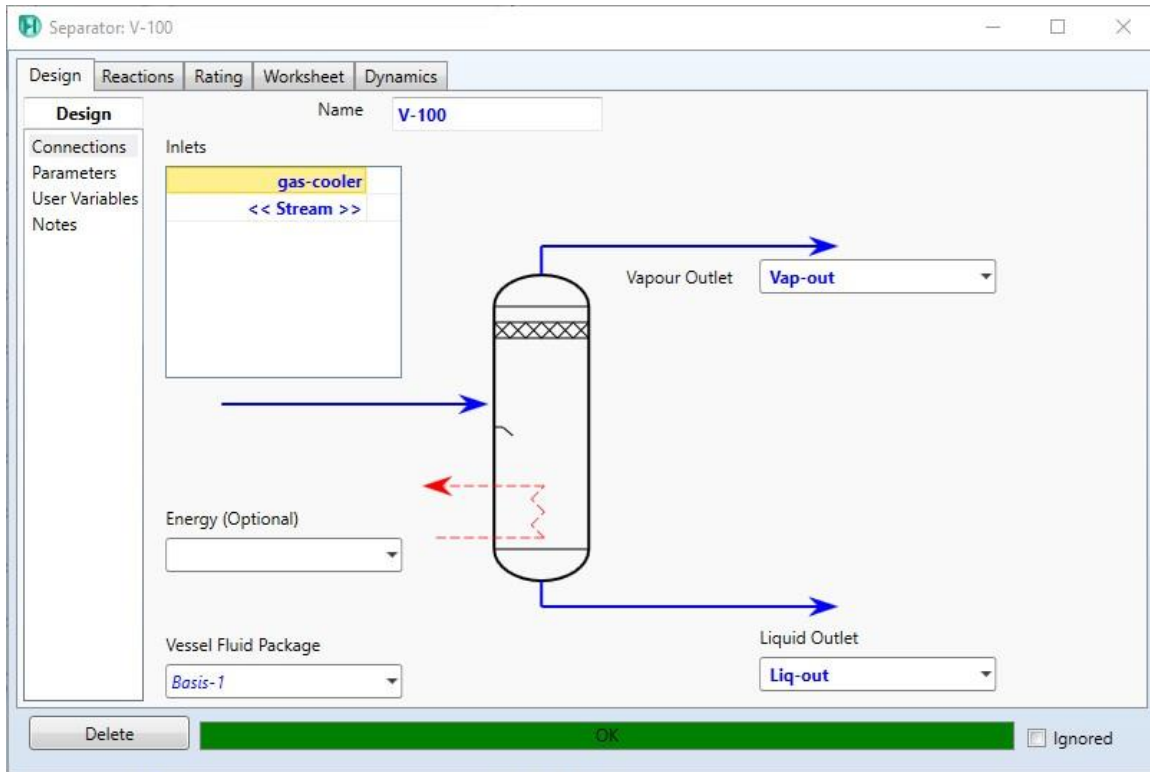 Separator: V-100
Design Reactions Rating Worksheet Dynamics
Design
Connections
Parameters
User Variables
Notes
Name V-100
Inlets
gas-cooler
<< Stream >>
Vapour Outlet Vap-out
Energy (Optional)
Vessel Fluid Package
Basis-1
Liquid Outlet
Liq-out
Delete OK Ignored